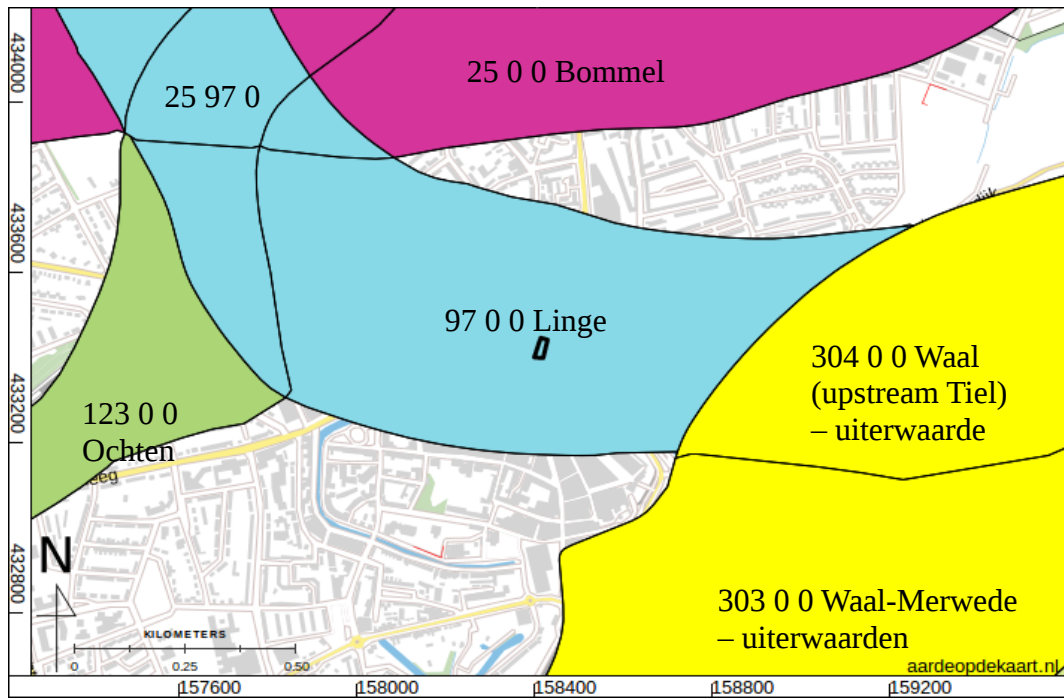 434000
433600
433200
432800
25 97 0
25 0 0 Bommel
97 0 0 Linge
304 0 0 Waal
(upstream Tiel)
– uiterwaarde
123 0 0
Ochten
eeg
ijk
303 0 0 Waal-Merwede
– uiterwaarden
N
KILOMETERS
0 0.25 0.50
aardeopdekaart.nl
157600 158000 158400 158800 159200